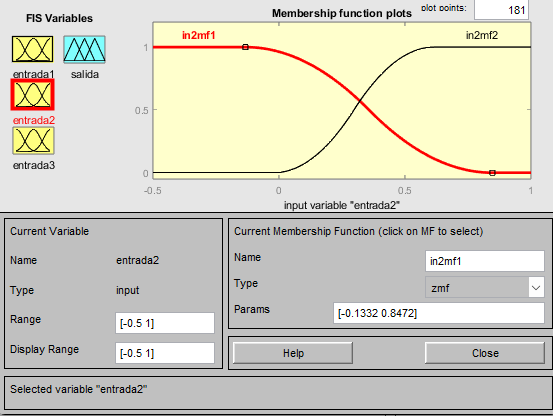 FIS Variables
Membership function plots
plot points:
181
in2mf1
in2mf2
entrada1
salida
entrada2
entrada3
1
0.5
0
-0.5
0
0.5
1
input variable "entrada2"
Current Variable
Name
entrada2
Type
input
Range
[-0.5 1]
Display Range
[-0.5 1]
Current Membership Function (click on MF to select)
Name
in2mf1
Type
zmf
Params
[-0.1332 0.8472]
Help
Close
Selected variable "entrada2"